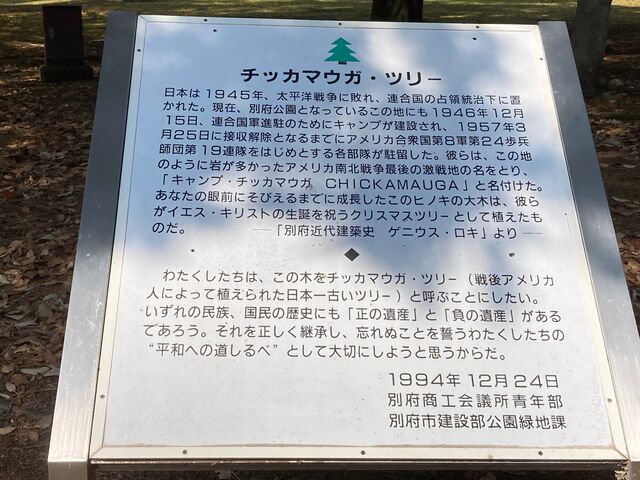 チッカマウガ・ツリー
日本は1945年、太平洋戦争に敗れ、連合国の占領統治下に置
かれた。現在、別府公園となっているこの地にも1946年12月
15日、連合国軍進駐のためにキャンプが建設され、1957年3
月25日に接収解除となるまでにアメリカ合衆国第8軍第24歩兵
師団第19連隊をはじめとする各部隊が駐留した。彼らは、この地
のように岩が多かったアメリカ南北戦争最後の激戦地の名をとり、
「キャンプ・チッカマウガ CHICKAMAUGA」と名付けた。
あなたの眼前にそびえるまでに成長したこのヒノキの大木は、彼ら
がイエス・キリストの生誕を祝うクリスマスツリーとして植えたも
のだ。 ──「別府近代建築史 ゲニウス・ロキ」より──
◆
わたくしたちは、この木をチッカマウガ・ツリー(戦後アメリカ
人によって植えられた日本一古いツリー)と呼ぶことにしたい。
いずれの民族、国民の歴史にも「正の遺産」と「負の遺産」がある
であろう。それを正しく継承し、忘れぬことを誓うわたくしたちの
“平和への道しるべ”として大切にしようと思うからだ。
1994年12月24日
別府商工会議所青年部
別府市建設部公園緑地課